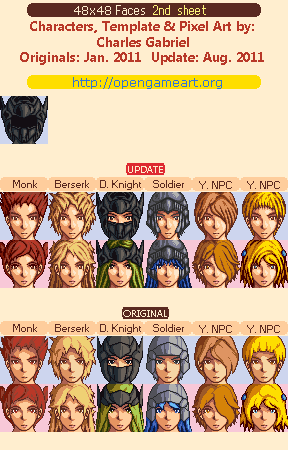 48x48 Faces 2nd sheet
Characters, Template & Pixel Art by:
Charles Gabriel
Originals: Jan. 2011 Update: Aug. 2011
http://opengameart.org
UPDATE
Monk Berserk D. Knight Soldier Y. NPC Y. NPC
ORIGINAL
Monk Berserk D. Knight Soldier Y. NPC Y. NPC